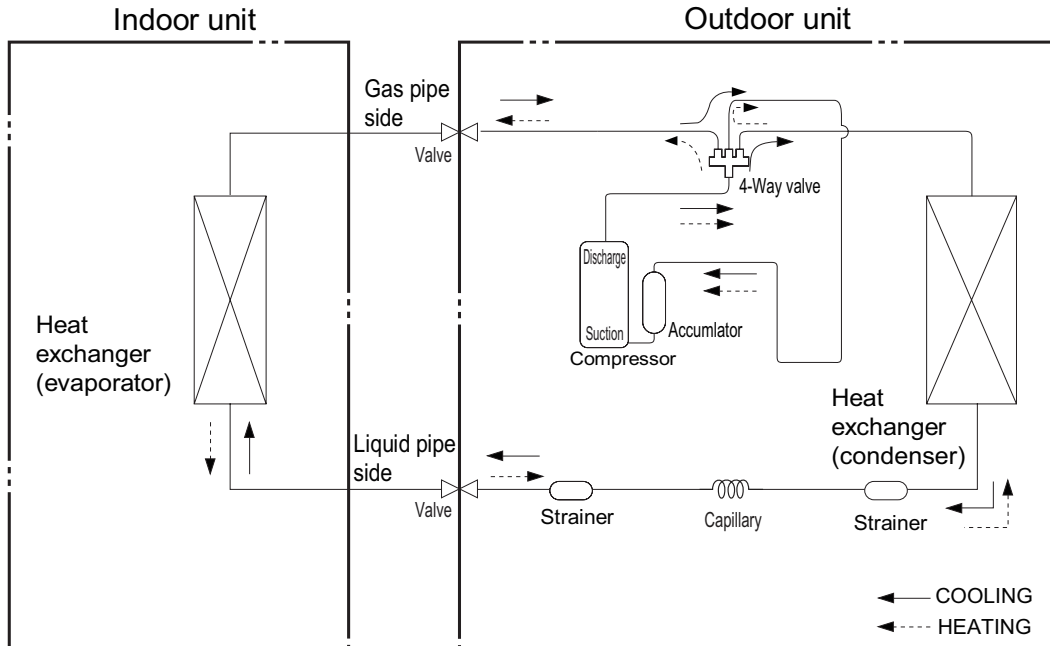 Indoor unit
Outdoor unit
Gas pipe
side
Valve
4-Way valve
Discharge
Suction
Compressor
Accumlator
Heat
exchanger
(evaporator)
Heat
exchanger
(condenser)
Liquid pipe
side
Valve
Strainer
Capillary
Strainer
COOLING
HEATING